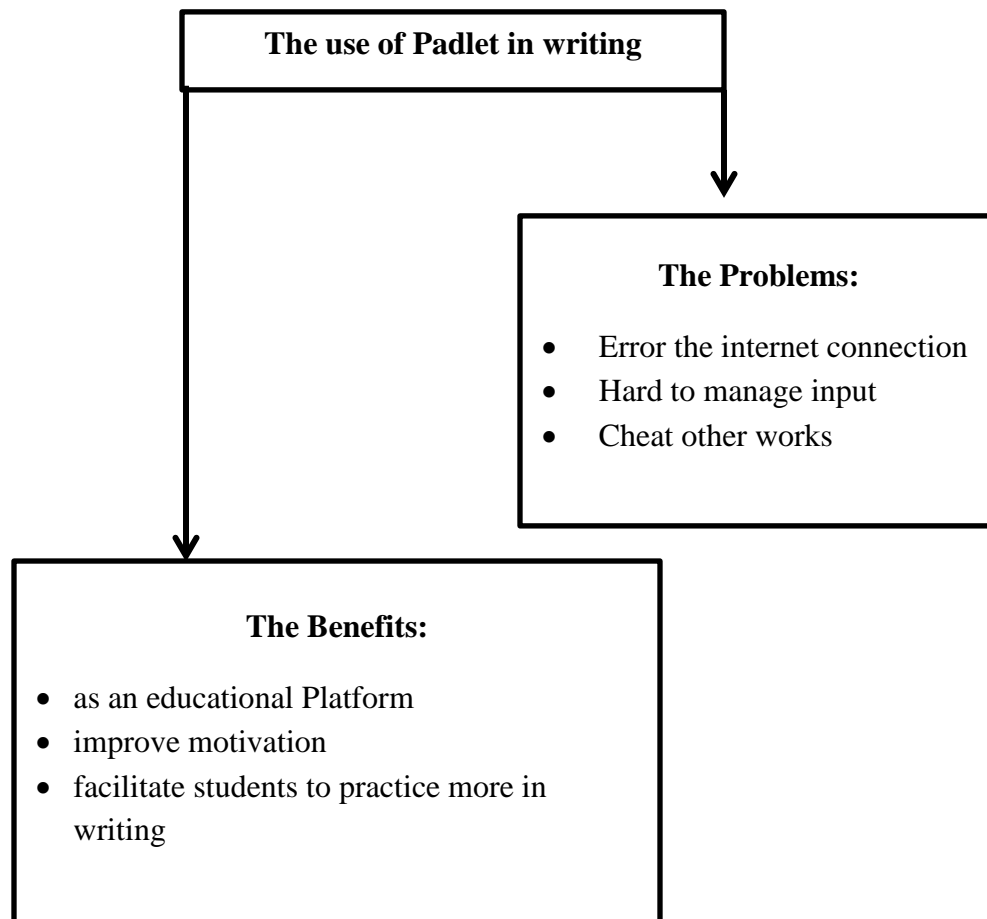 The use of Padlet in writing
The Problems:
• Error the internet connection
• Hard to manage input
• Cheat other works
The Benefits:
• as an educational Platform
• improve motivation
• facilitate students to practice more in
writing